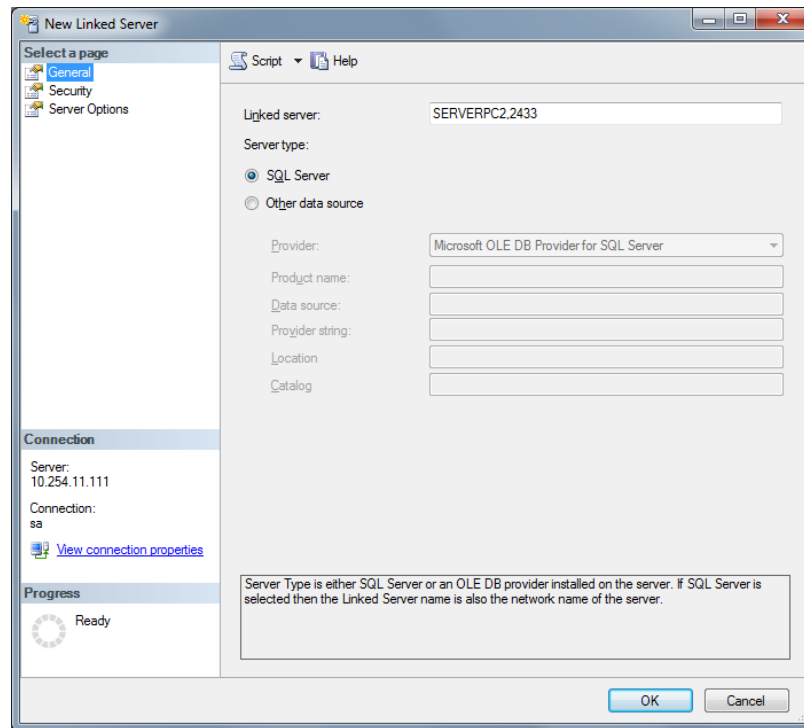 New Linked Server
Select a page
General
Security
Server Options
Script
Help
Linked server:
SERVERPC2,2433
Server type:
SQL Server
Other data source
Provider:
Microsoft OLE DB Provider for SQL Server
Product name:
Data source:
Provider string:
Location
Catalog
Connection
Server:
10.254.11.111
Connection:
sa
View connection properties
Progress
Ready
Server Type is either SQL Server or an OLE DB provider installed on the server. If SQL Server is
selected then the Linked Server name is also the network name of the server.
OK
Cancel